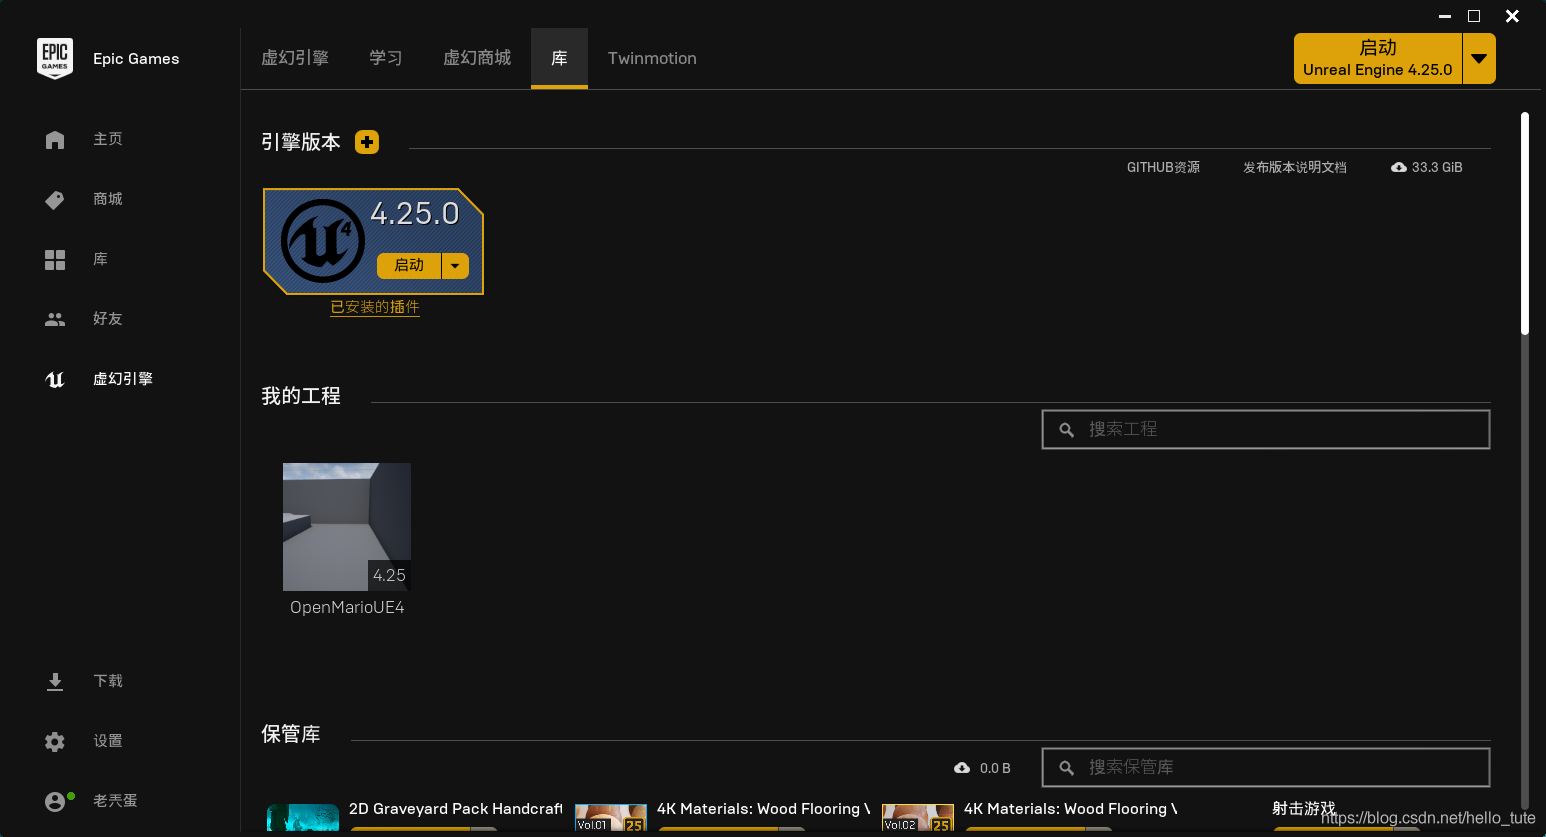 EPIC
GAMES
Epic Games
虚幻引擎
学习
虚幻商城
库
Twinmotion
启动
Unreal Engine 4.25.0
主页
商城
库
好友
虚幻引擎
下载
设置
老秃蛋
引擎版本
GITHUB资源
发布版本说明文档
33.3 GiB
4
4.25.0
启动
已安装的插件
我的工程
搜索工程
4.25
OpenMarioUE4
保管库
0.0 B
搜索保管库
2D Graveyard Pack Handcraf
Vol.01
25
4K Materials: Wood Flooring
Vol.02
25
4K Materials: Wood Flooring
射击游戏
https://blog.csdn.net/hello_tute